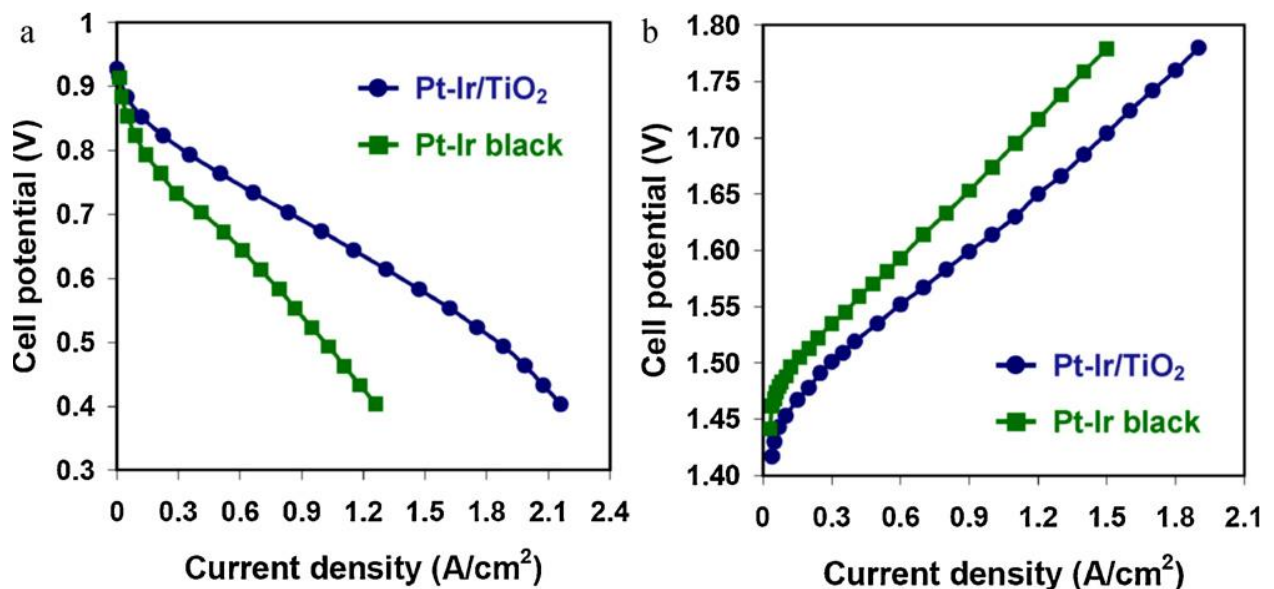 a
1
0.9
0.8
0.7
0.6
0.5
0.4
0.3
Cell potential (V)
Pt-Ir/TiO₂
Pt-Ir black
0 0.3 0.6 0.9 1.2 1.5 1.8 2.1 2.4
Current density (A/cm²)
b
1.80
1.75
1.70
1.65
1.60
1.55
1.50
1.45
1.40
Cell potential (V)
Pt-Ir/TiO₂
Pt-Ir black
0 0.3 0.6 0.9 1.2 1.5 1.8 2.1
Current density (A/cm²)